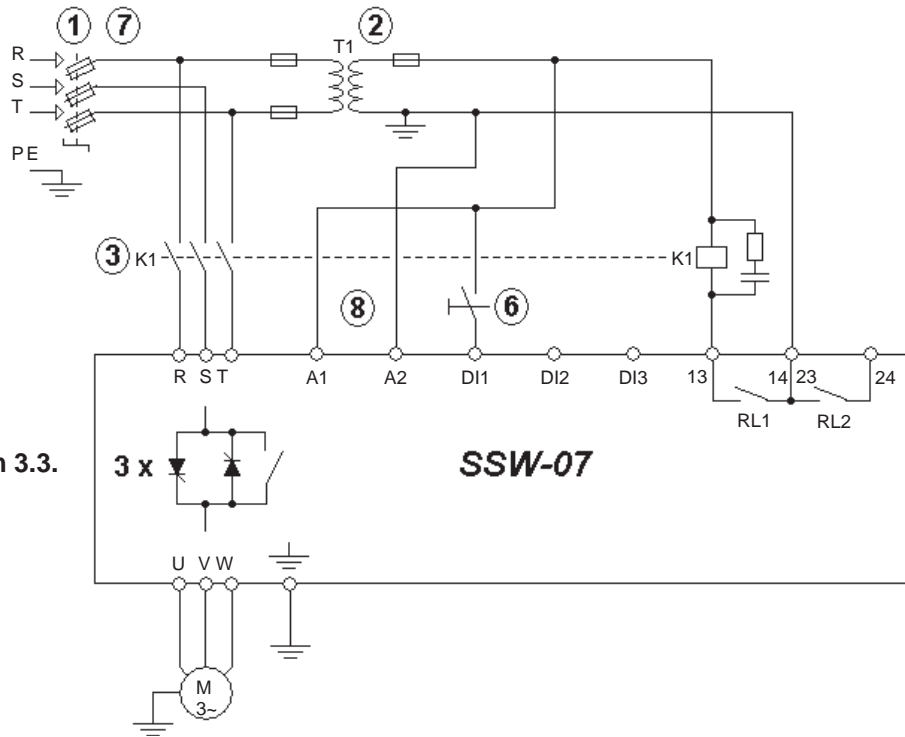 1 7 2
T1
R
S
T
PE
3 K1 K1
8 6
R S T A1 A2 DI1 DI2 DI3 13 14 23 24
RL1 RL2
n 3.3. 3 x SSW-07
U V W
M
3~